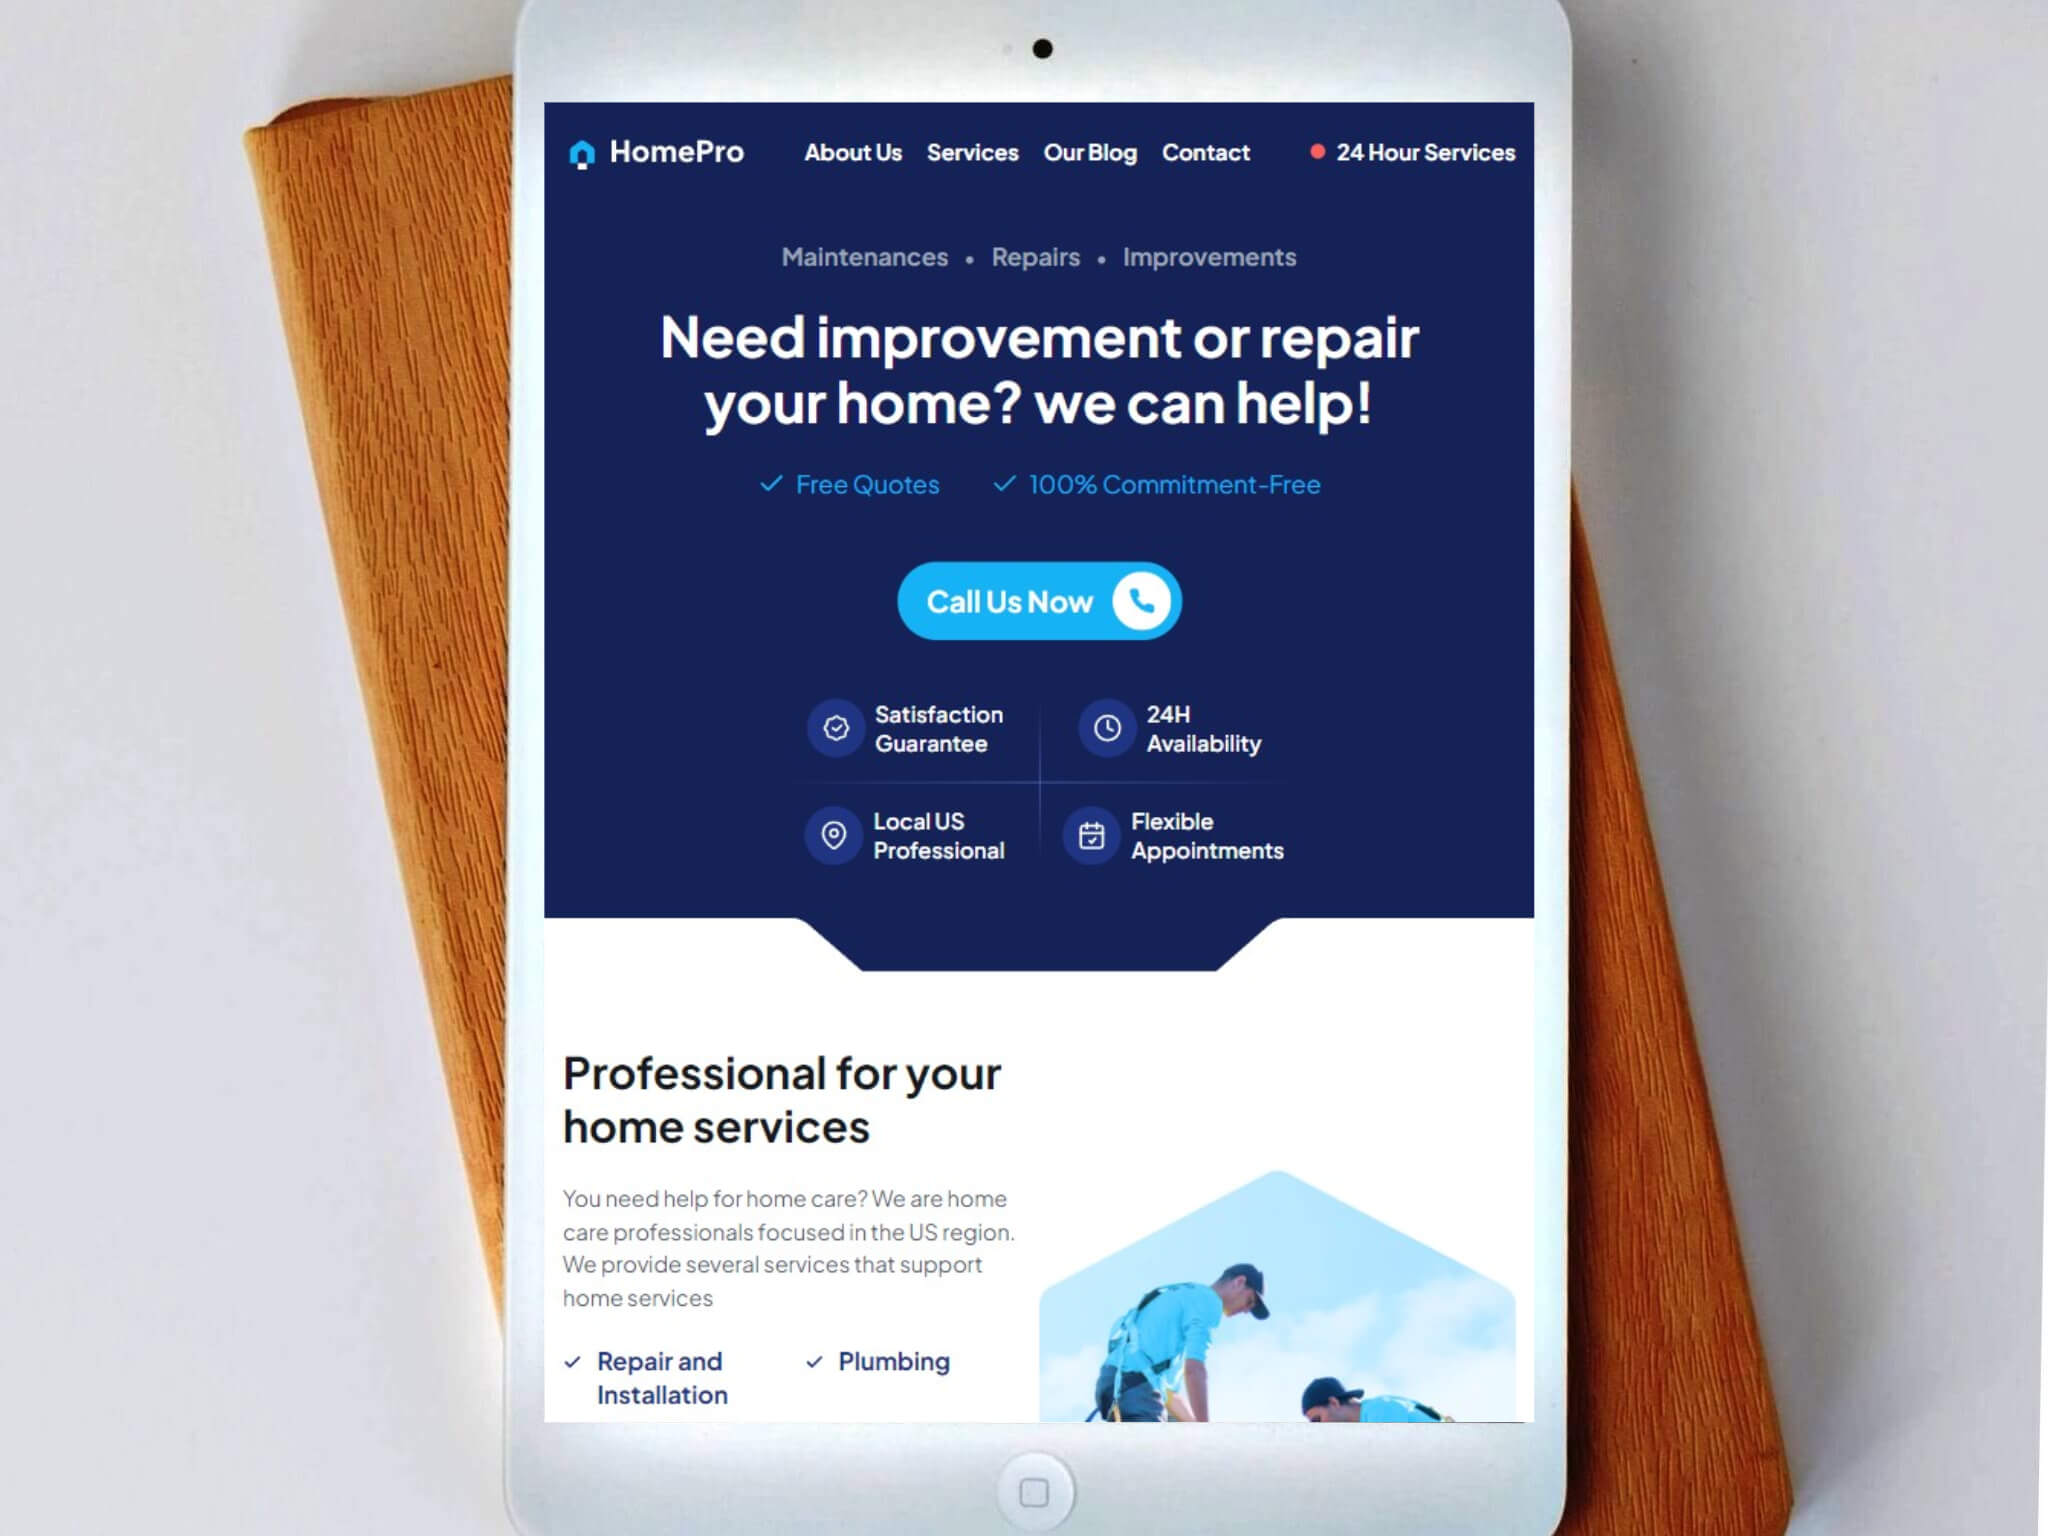 HomePro
About Us Services Our Blog Contact
24 Hour Services
Maintenances • Repairs • Improvements
Need improvement or repair
your home? we can help!
Free Quotes
100% Commitment-Free
Call Us Now
Satisfaction
Guarantee
24H
Availability
Local US
Professional
Flexible
Appointments
Professional for your
home services
You need help for home care? We are home
care professionals focused in the US region.
We provide several services that support
home services
Repair and
Installation
Plumbing